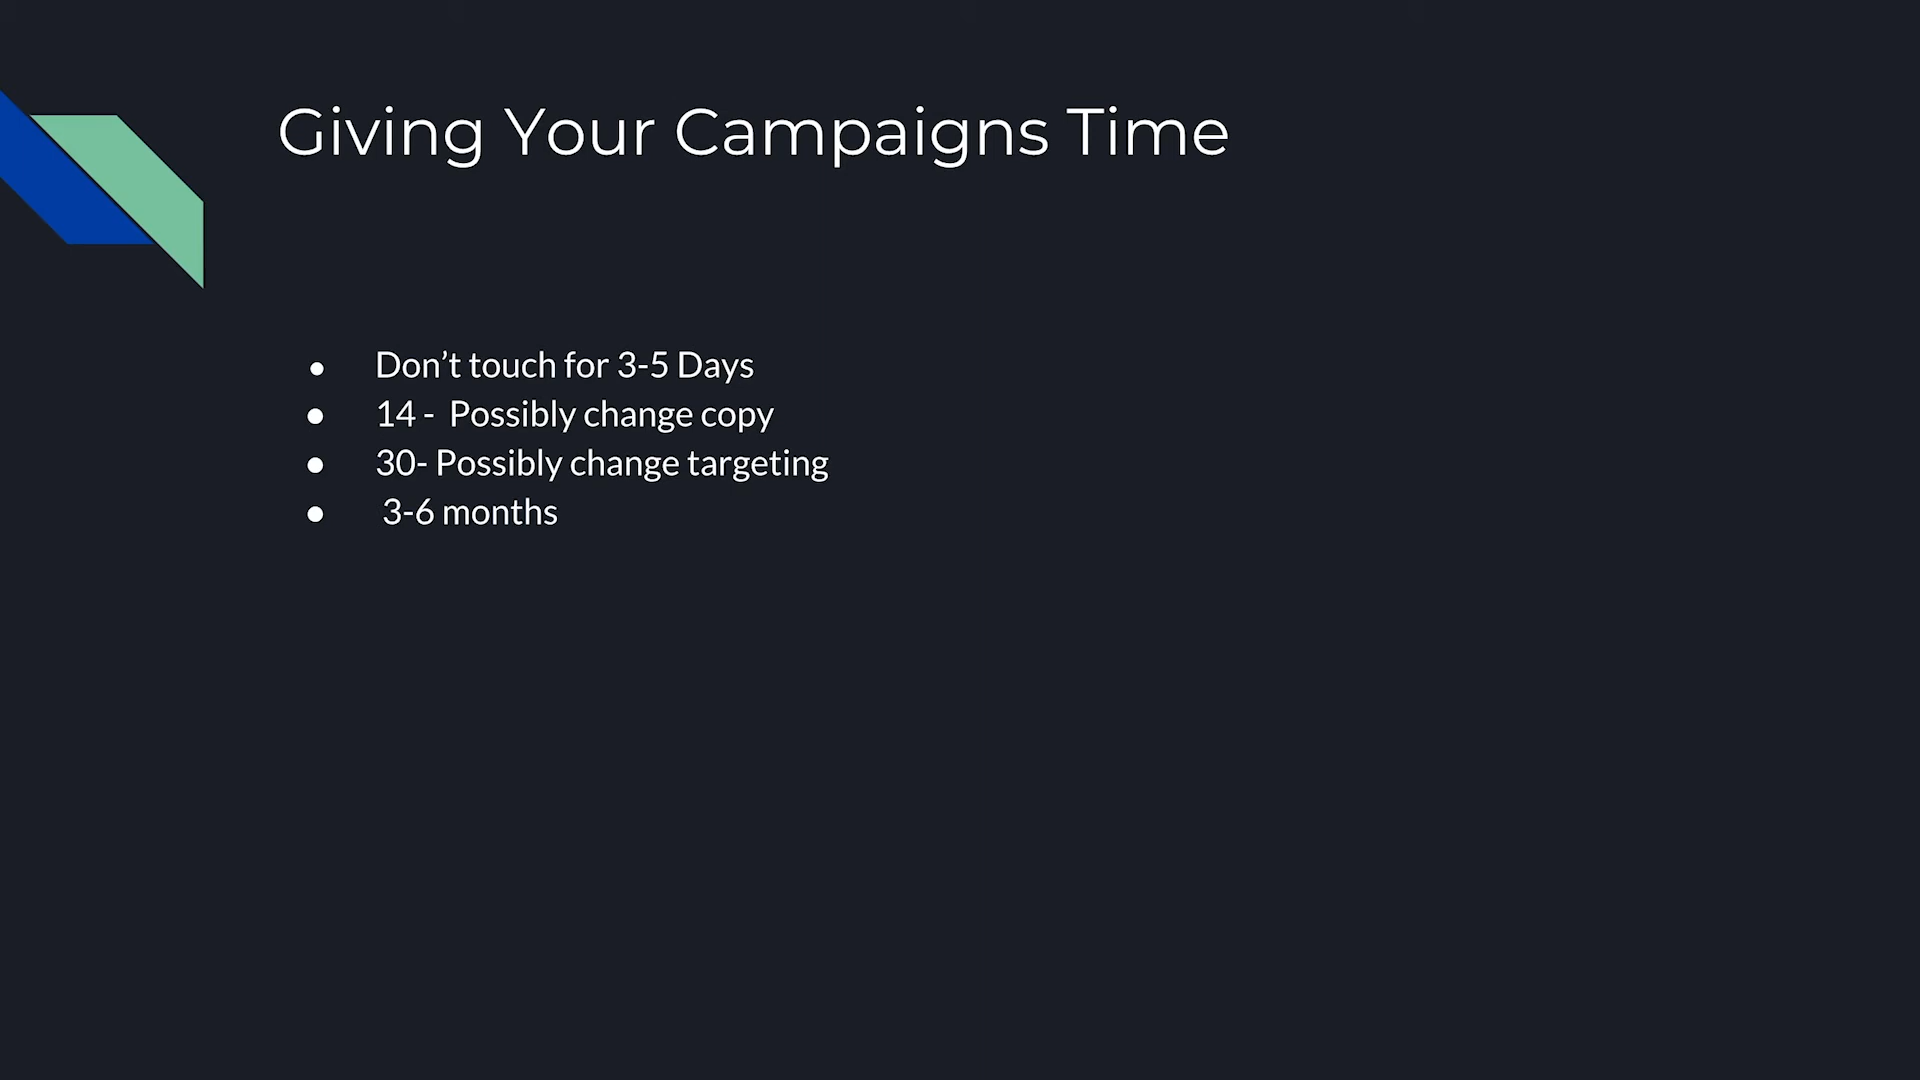 Giving Your Campaigns Time
● Don’t touch for 3-5 Days
● 14 - Possibly change copy
● 30- Possibly change targeting
● 3-6 months